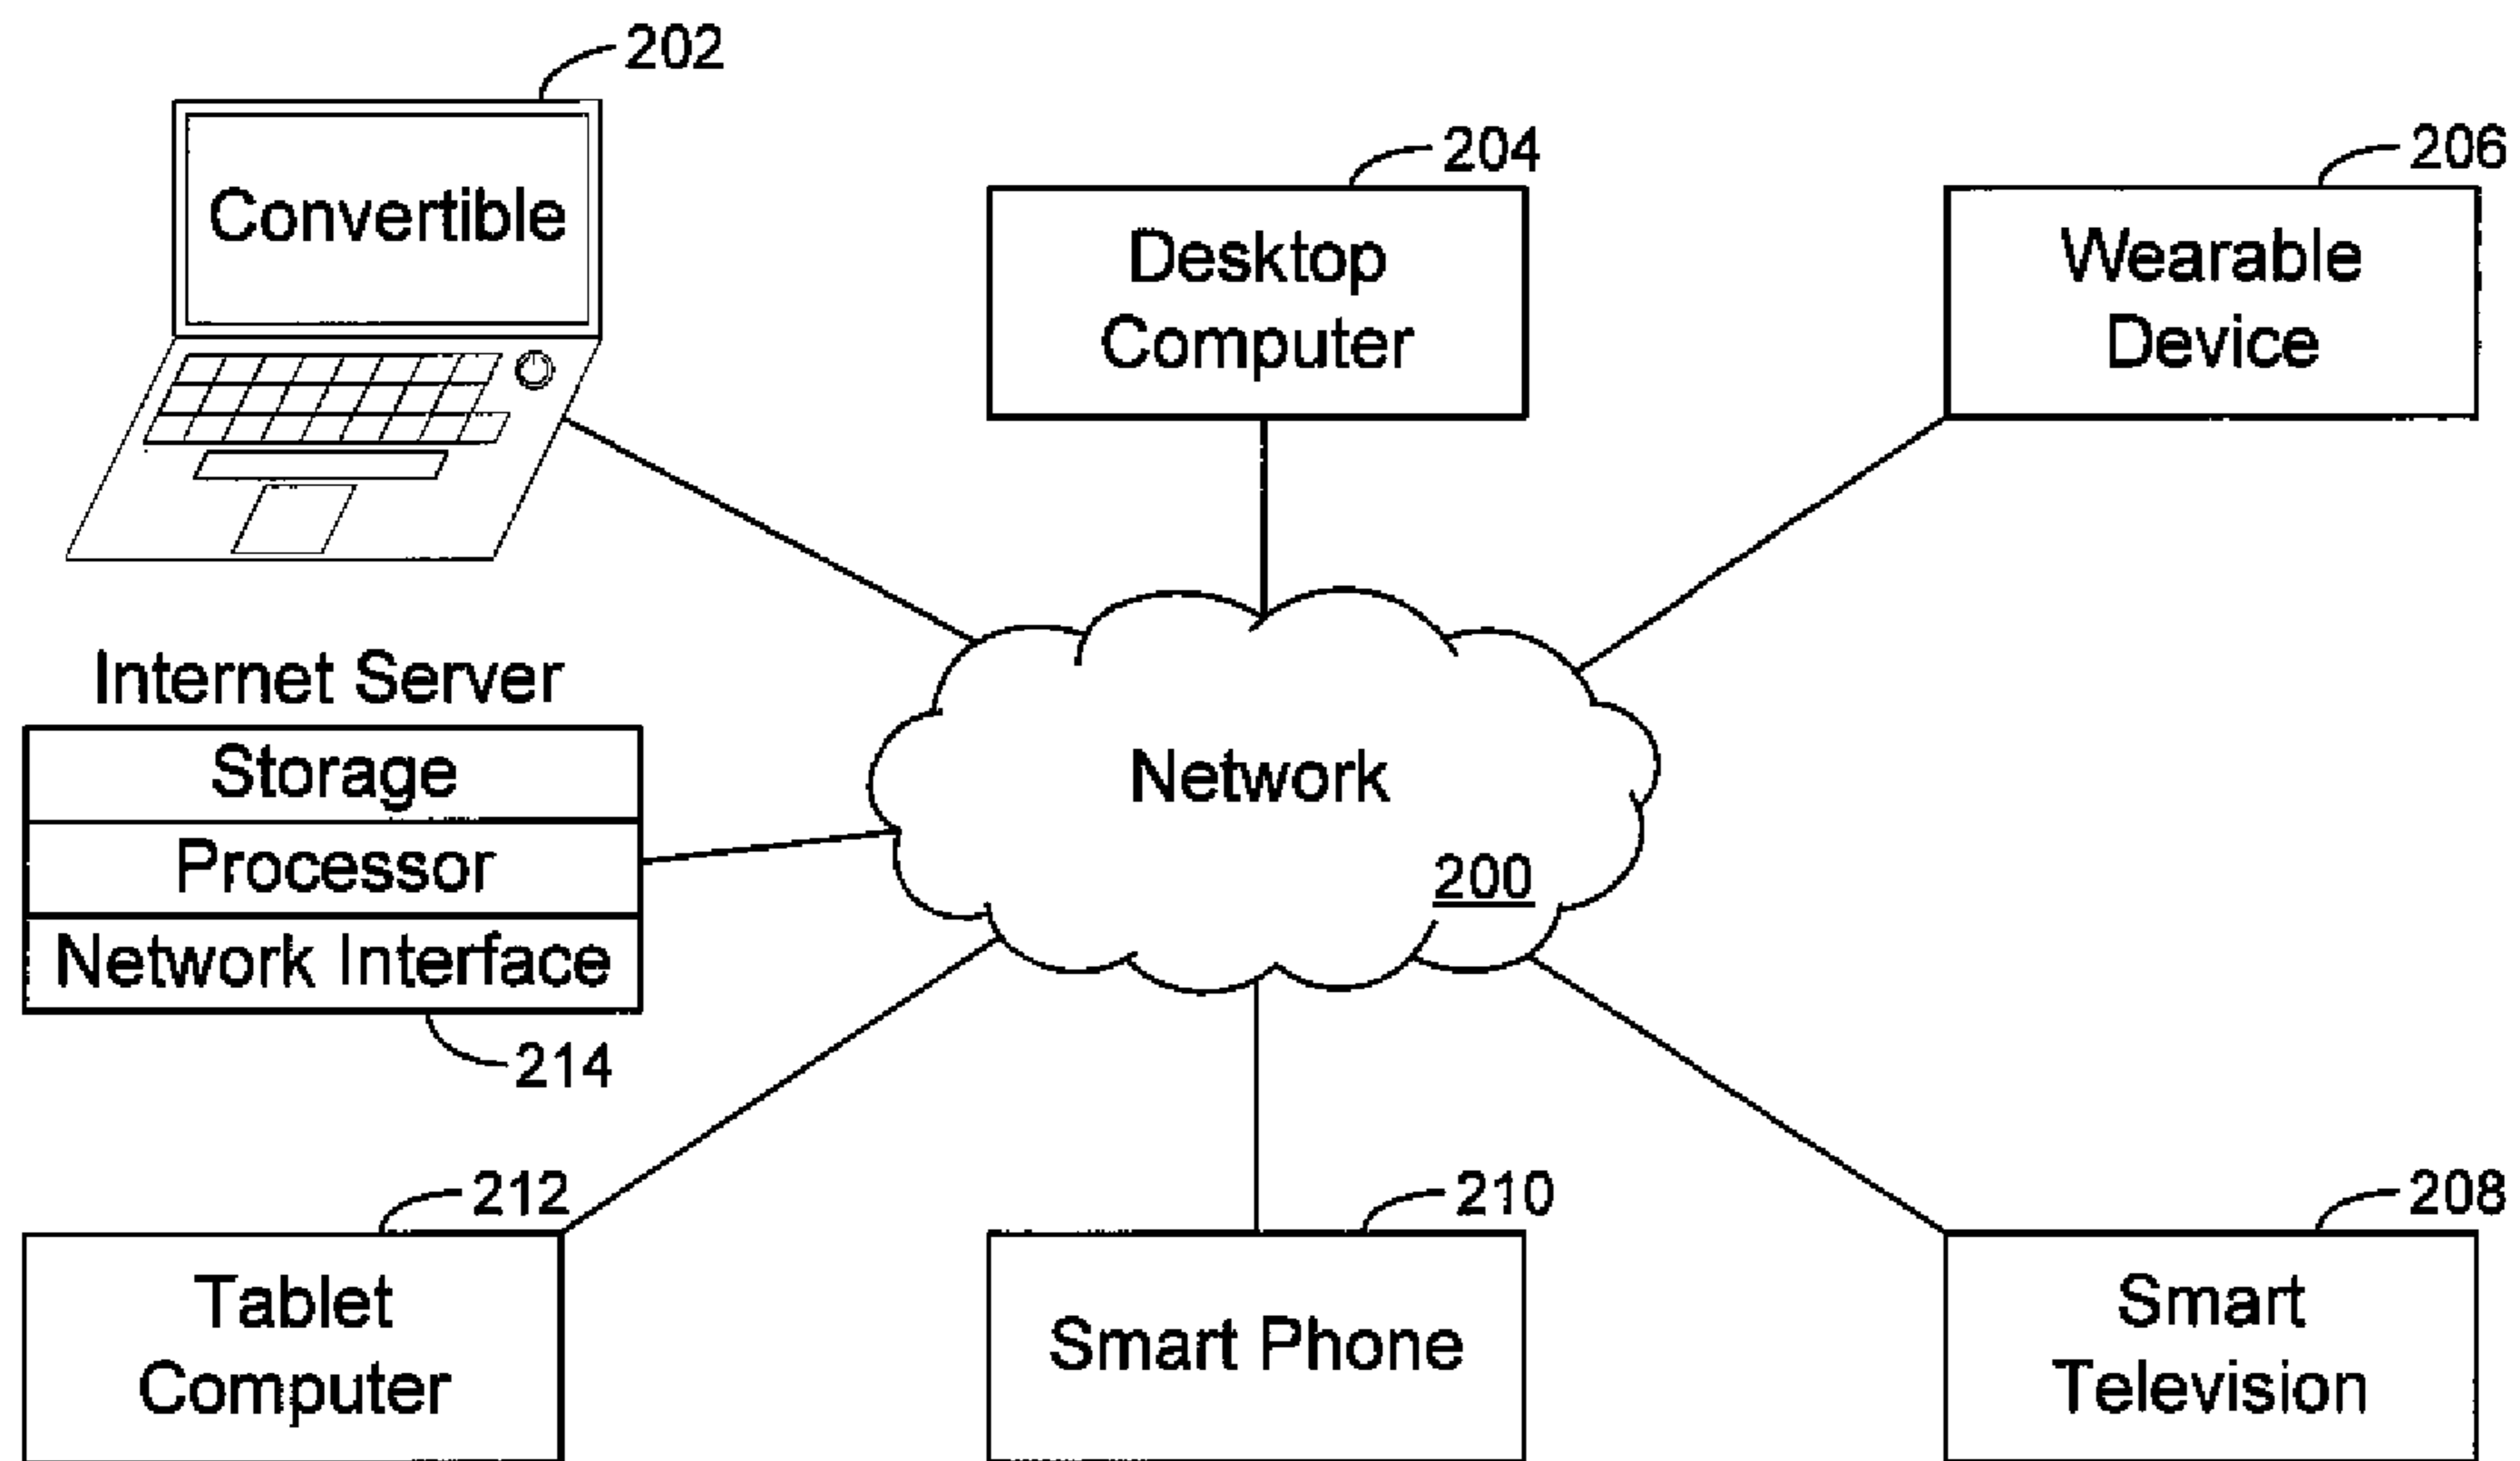 202
Convertible
204
Desktop
Computer
206
Wearable
Device
Internet Server
Storage
Processor
Network Interface
214
Network
200
212
Tablet
Computer
210
Smart Phone
208
Smart
Television